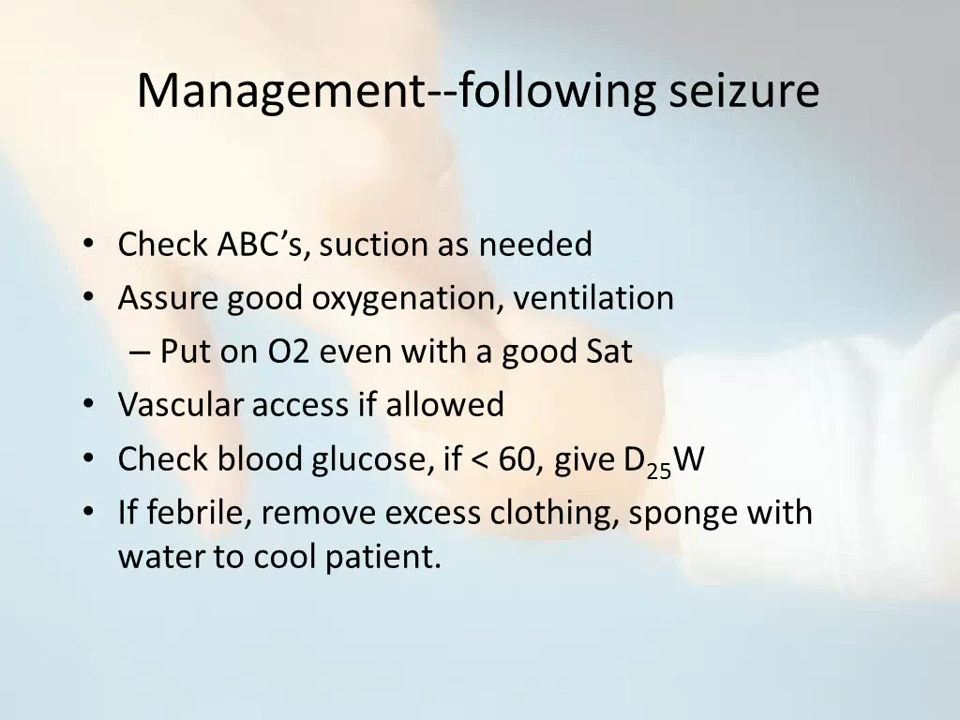 Management--following seizure
• Check ABC’s, suction as needed
• Assure good oxygenation, ventilation
– Put on O2 even with a good Sat
• Vascular access if allowed
• Check blood glucose, if < 60, give D25W
• If febrile, remove excess clothing, sponge with
water to cool patient.